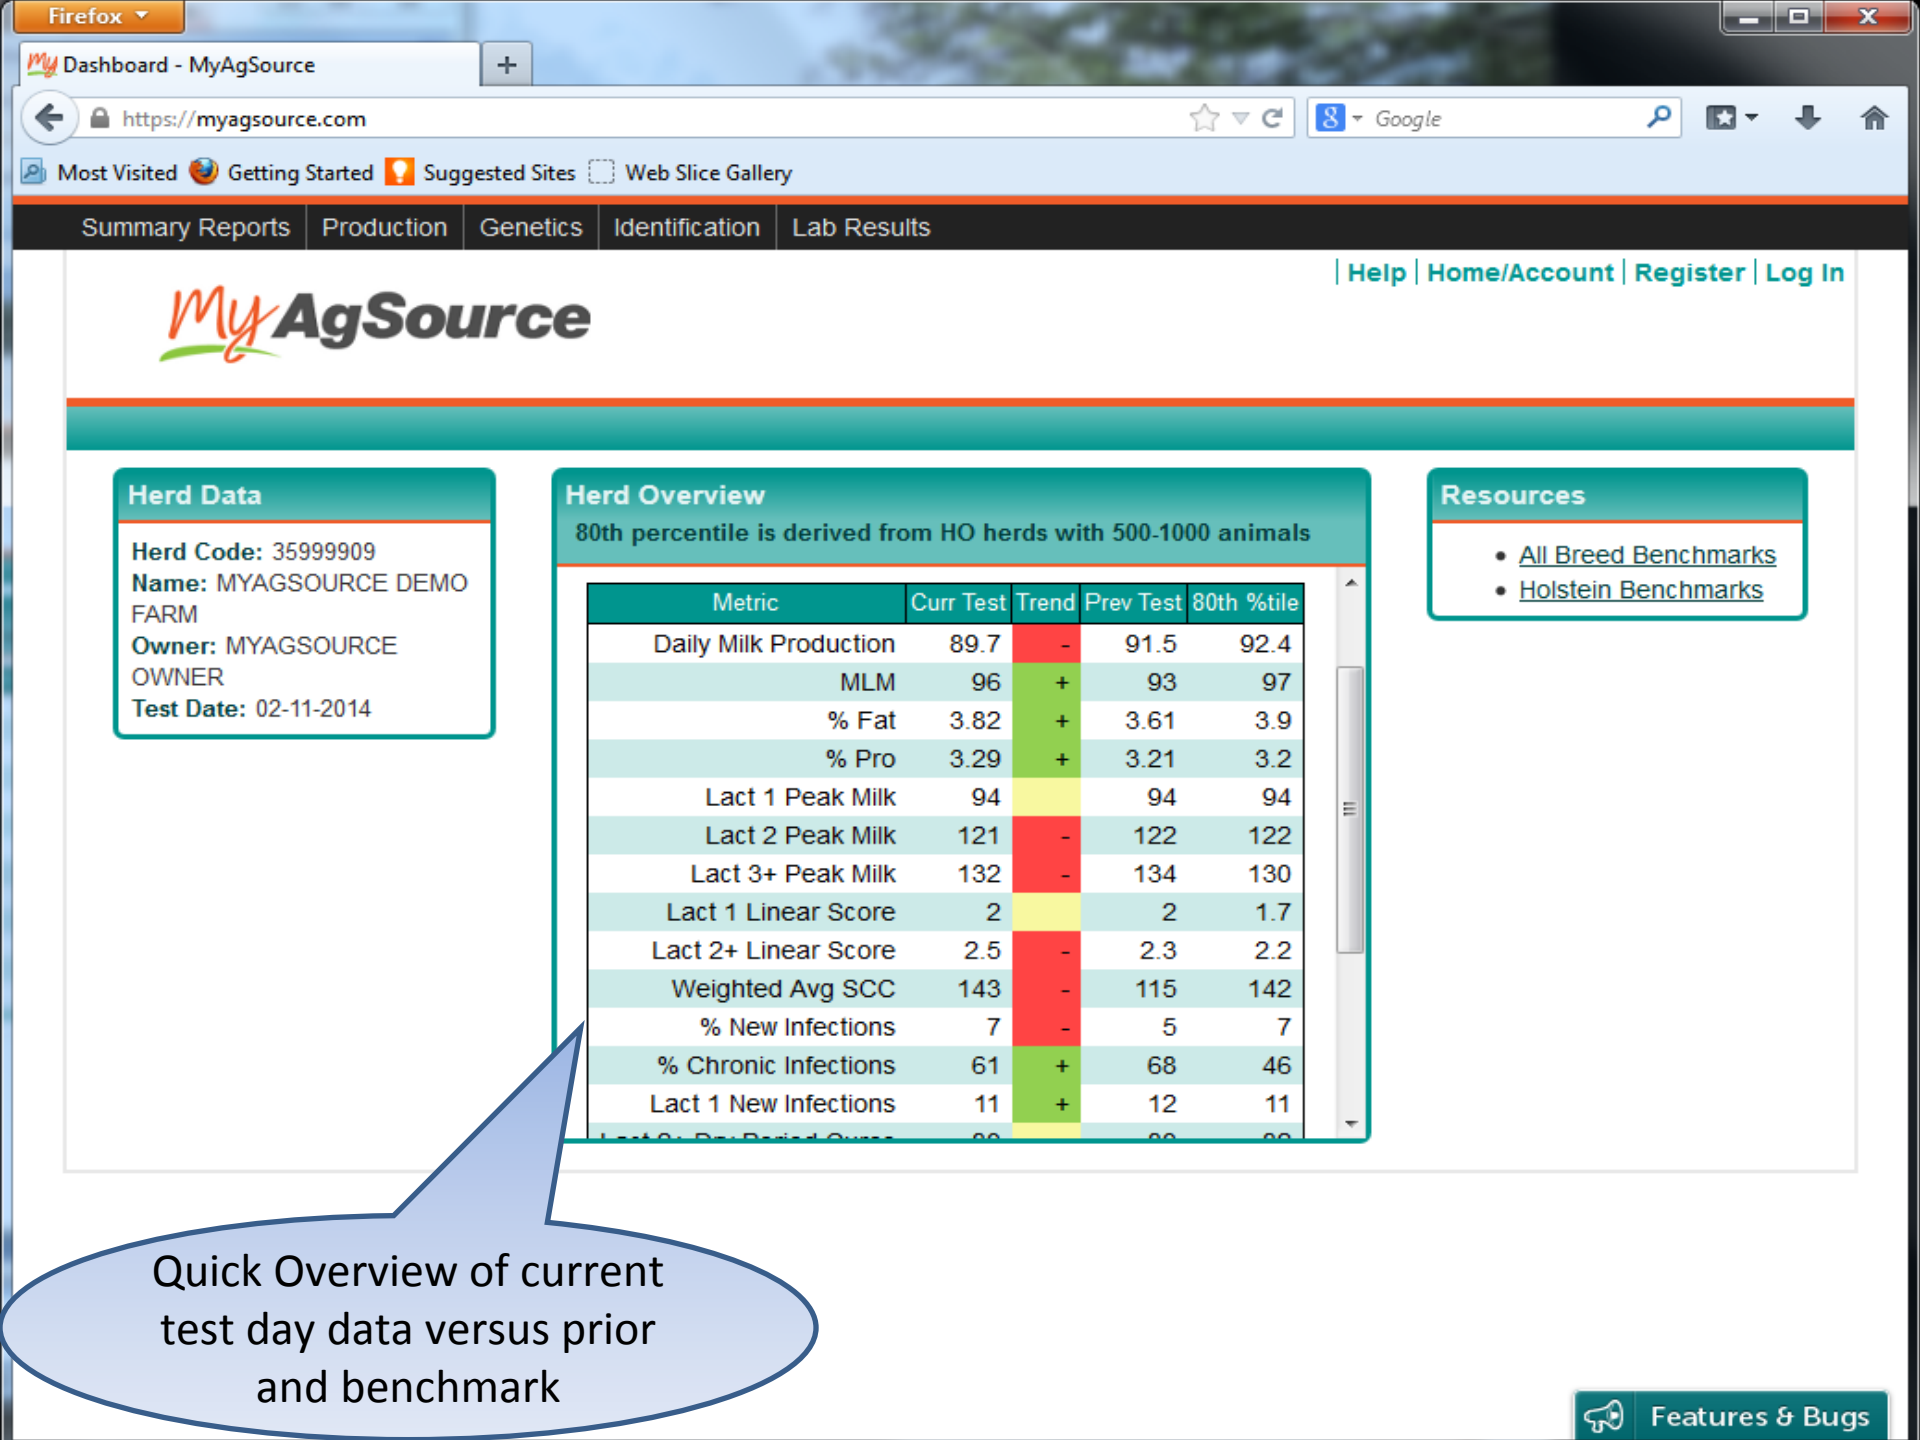 Firefox
My Dashboard - MyAgSource
https://myagsource.com
8 Google
Most Visited Getting Started Suggested Sites Web Slice Gallery
Summary Reports Production Genetics Identification Lab Results
Help Home/Account Register Log In
My AgSource
Herd Data
Herd Code: 35999909
Name: MYAGSOURCE DEMO
FARM
Owner: MYAGSOURCE
OWNER
Test Date: 02-11-2014
Herd Overview
80th percentile is derived from HO herds with 500-1000 animals
Metric Curr Test Trend Prev Test 80th %tile
Daily Milk Production 89.7 - 91.5 92.4
MLM 96 + 93 97
% Fat 3.82 + 3.61 3.9
% Pro 3.29 + 3.21 3.2
Lact 1 Peak Milk 94 94 94
Lact 2 Peak Milk 121 - 122 122
Lact 3+ Peak Milk 132 - 134 130
Lact 1 Linear Score 2 2 1.7
Lact 2+ Linear Score 2.5 - 2.3 2.2
Weighted Avg SCC 143 - 115 142
% New Infections 7 - 5 7
% Chronic Infections 61 + 68 46
Lact 1 New Infections 11 + 12 11
Resources
• All Breed Benchmarks
• Holstein Benchmarks
Quick Overview of current
test day data versus prior
and benchmark
Features & Bugs